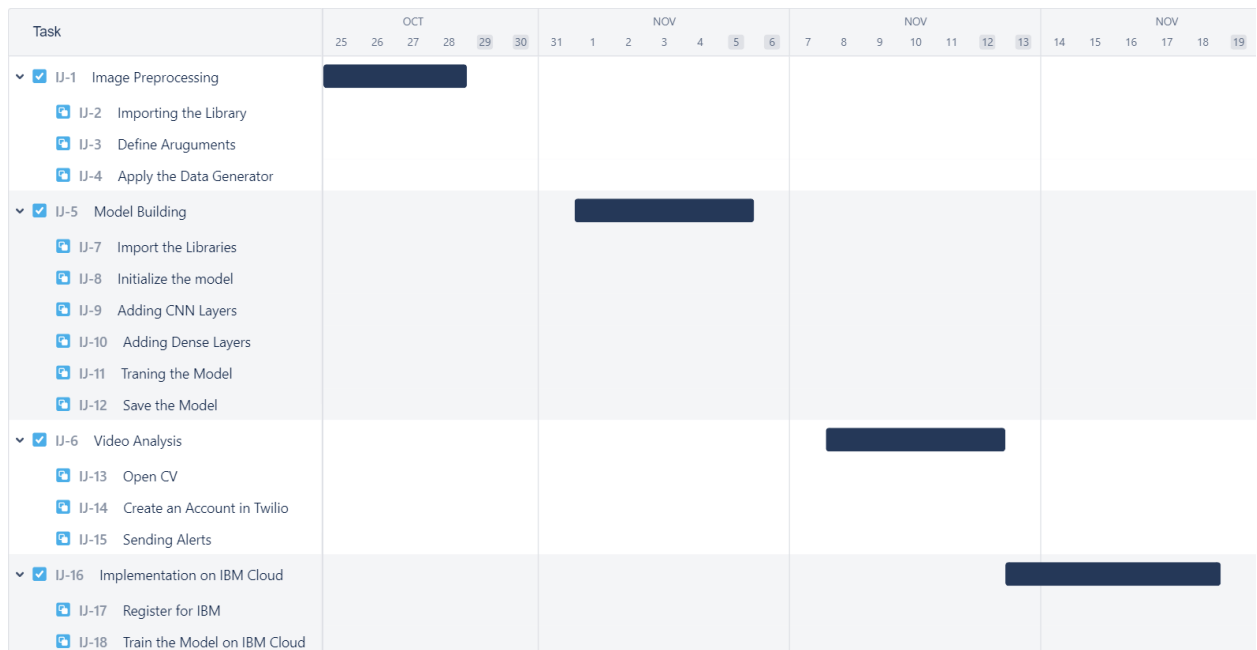 Task
OCT NOV NOV NOV
25 26 27 28 29 30 31 1 2 3 4 5 6 7 8 9 10 11 12 13 14 15 16 17 18 19
IJ-1 Image Preprocessing
IJ-2 Importing the Library
IJ-3 Define Aruguments
IJ-4 Apply the Data Generator
IJ-5 Model Building
IJ-7 Import the Libraries
IJ-8 Initialize the model
IJ-9 Adding CNN Layers
IJ-10 Adding Dense Layers
IJ-11 Traning the Model
IJ-12 Save the Model
IJ-6 Video Analysis
IJ-13 Open CV
IJ-14 Create an Account in Twilio
IJ-15 Sending Alerts
IJ-16 Implementation on IBM Cloud
IJ-17 Register for IBM
IJ-18 Train the Model on IBM Cloud